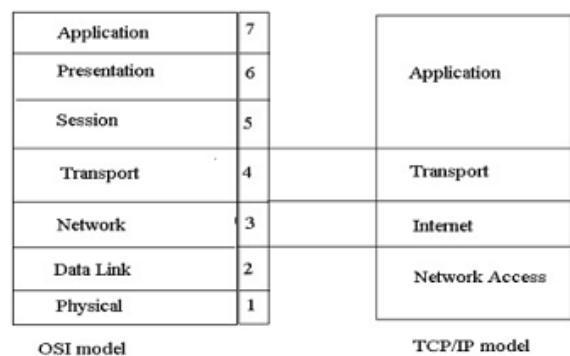 Application 7
Presentation 6
Session 5
Transport 4
Network 3
Data Link 2
Physical 1
OSI model
Application
Transport
Internet
Network Access
TCP/IP model